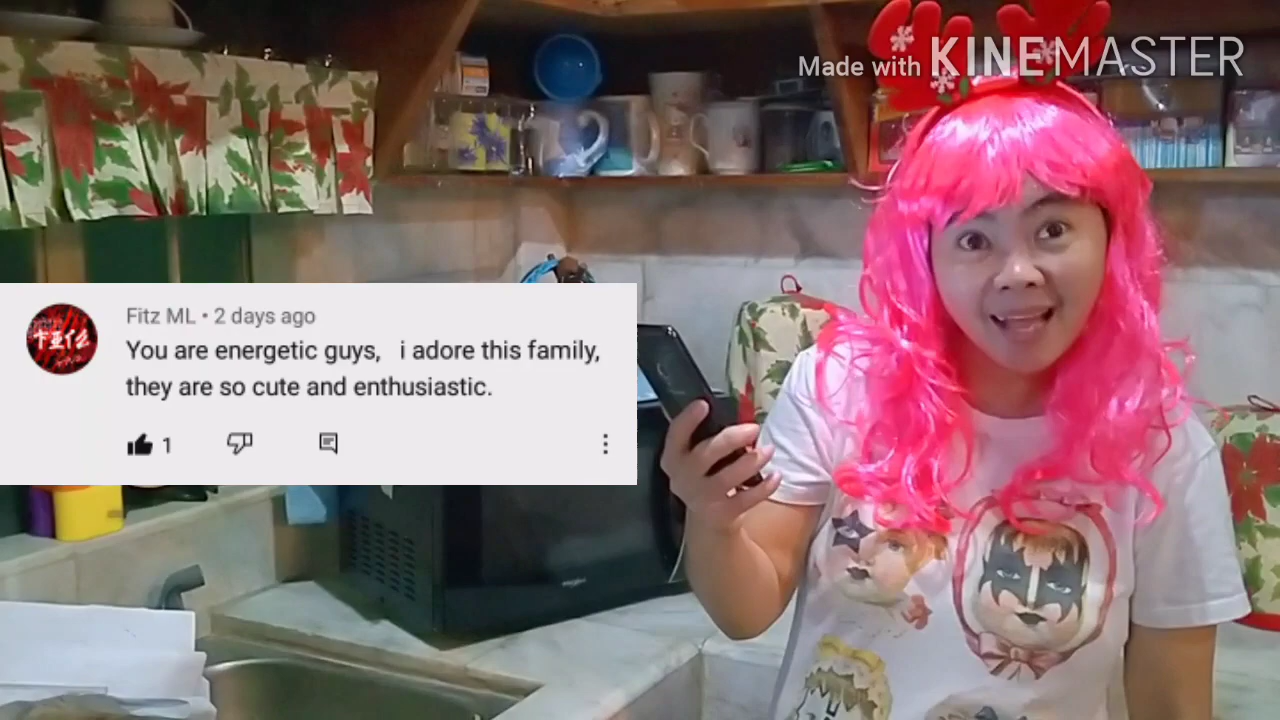 Made with KINEMASTER
Fitz ML • 2 days ago
You are energetic guys, i adore this family,
they are so cute and enthusiastic.
1